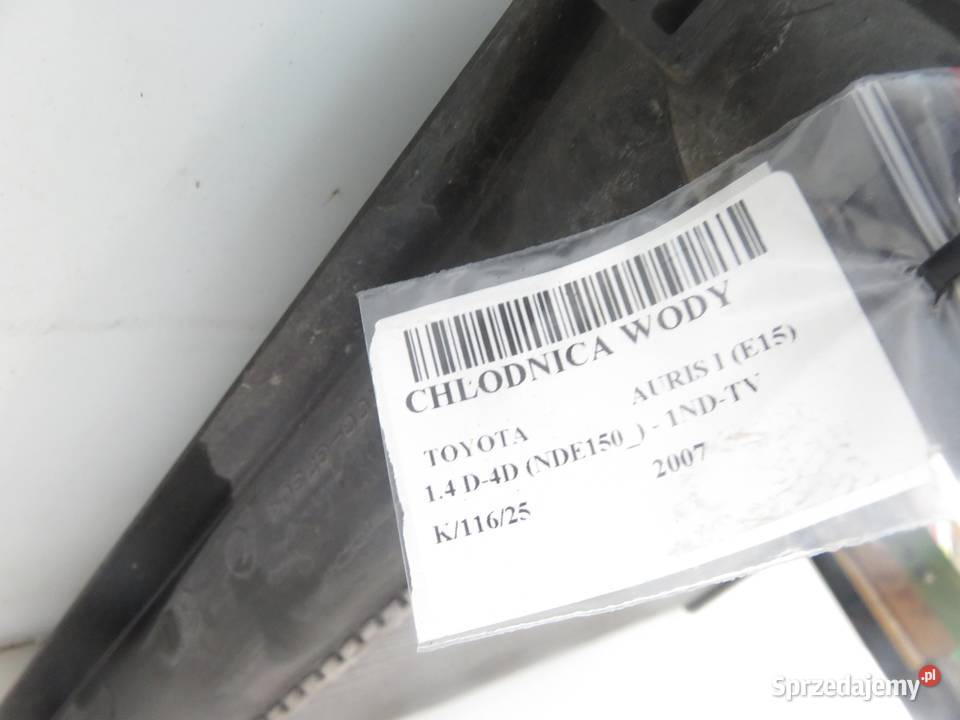 CHŁODNICA WODY
TOYOTA AURIS I (E15)
1.4 D-4D (NDE150_) - 1ND-TV
K/116/25 2007
Sprzedajemy.pl